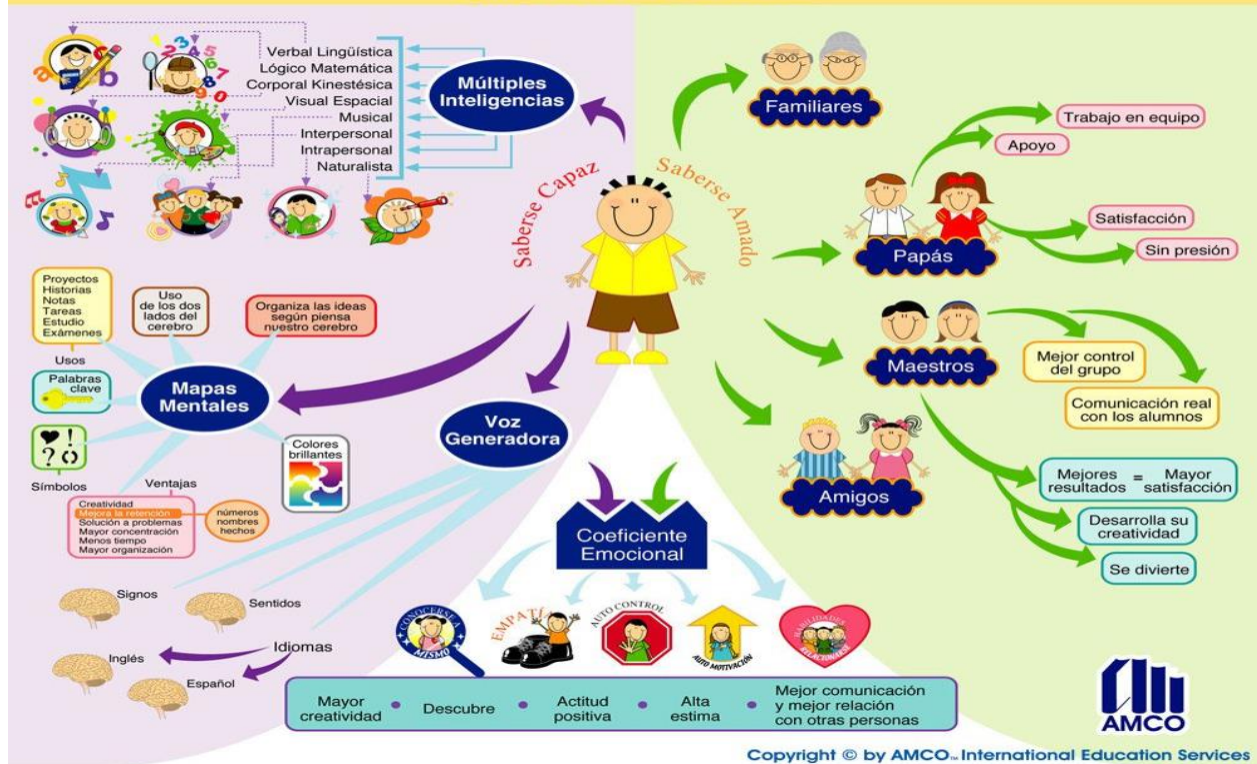 Verbal Lingüística
Lógico Matemática
Corporal Kinestésica
Visual Espacial
Musical
Interpersonal
Intrapersonal
Naturalista
Múltiples
Inteligencias
Saberse Capaz
Saberse Amado
Familiares
Papás
Trabajo en equipo
Apoyo
Satisfacción
Sin presión
Maestros
Mejor control
del grupo
Comunicación real
con los alumnos
Mejores
resultados
=
Mayor
satisfacción
Desarrolla su
creatividad
Se divierte
Amigos
Proyectos
Historias
Notas
Tareas
Estudio
Exámenes
Usos
Uso
de los dos
lados del
cerebro
Organiza las ideas
según piensa
nuestro cerebro
Palabras
clave
Mapas
Mentales
♥ !
? ()
Símbolos
Colores
brillantes
Ventajas
Creatividad
Mejora la retención
Solución a problemas
Mayor concentración
Menos tiempo
Mayor organización
números
nombres
hechos
Voz
Generadora
Signos
Sentidos
Idiomas
Inglés
Español
Coeficiente
Emocional
CONOCERSE A
MISMO
EMPATÍA
AUTO CONTROL
AUTO MOTIVACIÓN
HABILIDADES
RELACIONARSE
Mayor
creatividad
•
Descubre
•
Actitud
positiva
•
Alta
estima
•
Mejor comunicación
y mejor relación
con otras personas
AMCO
Copyright © by AMCO™ International Education Services